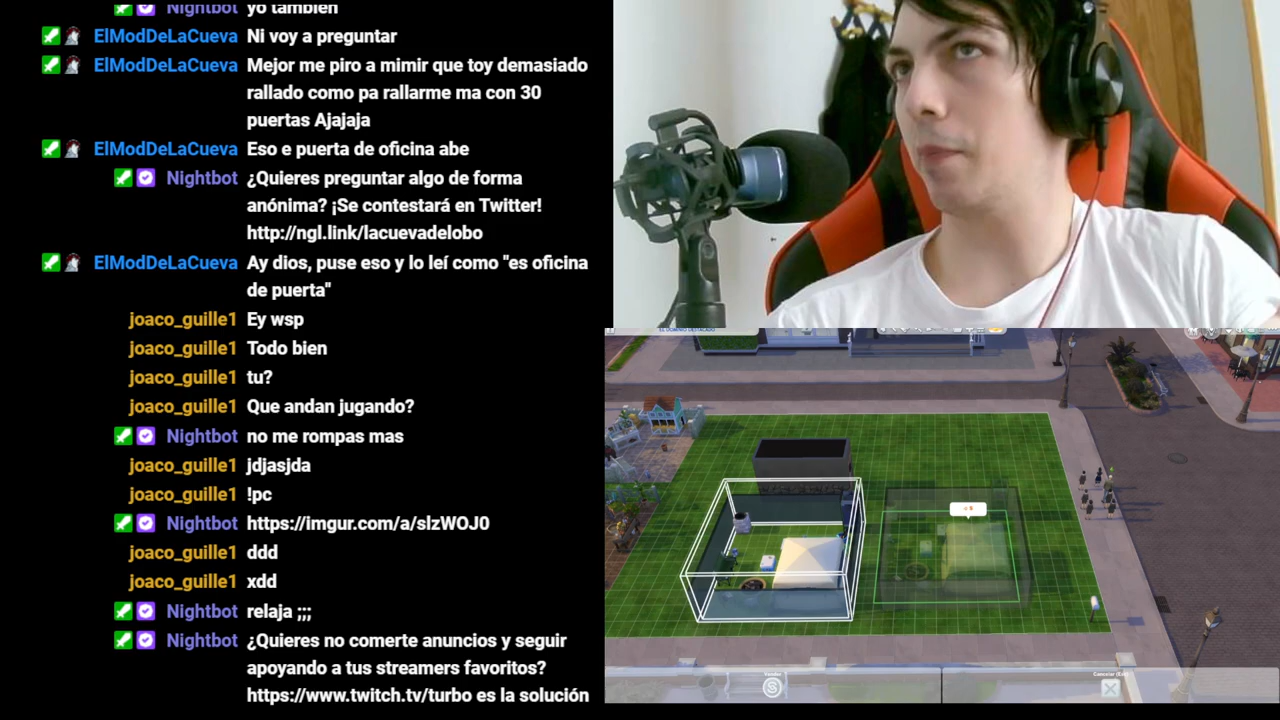 Nightbot yo también
ElModDeLaCueva Ni voy a preguntar
ElModDeLaCueva Mejor me piro a mimir que toy demasiado
rallado como pa rallarme ma con 30
puertas Ajajaja
ElModDeLaCueva Eso e puerta de oficina abe
Nightbot ¿Quieres preguntar algo de forma
anónima? ¡Se contestará en Twitter!
http://ngl.link/lacuevadelobo
ElModDeLaCueva Ay dios, puse eso y lo leí como "es oficina
de puerta"
joaco_guille1 Ey wsp
joaco_guille1 Todo bien
joaco_guille1 tu?
joaco_guille1 Que andan jugando?
Nightbot no me rompas mas
joaco_guille1 jdjasjda
joaco_guille1 !pc
Nightbot https://imgur.com/a/slzWOJ0
joaco_guille1 ddd
joaco_guille1 xdd
Nightbot relaja ;;;
Nightbot ¿Quieres no comerte anuncios y seguir
apoyando a tus streamers favoritos?
https://www.twitch.tv/turbo es la solución